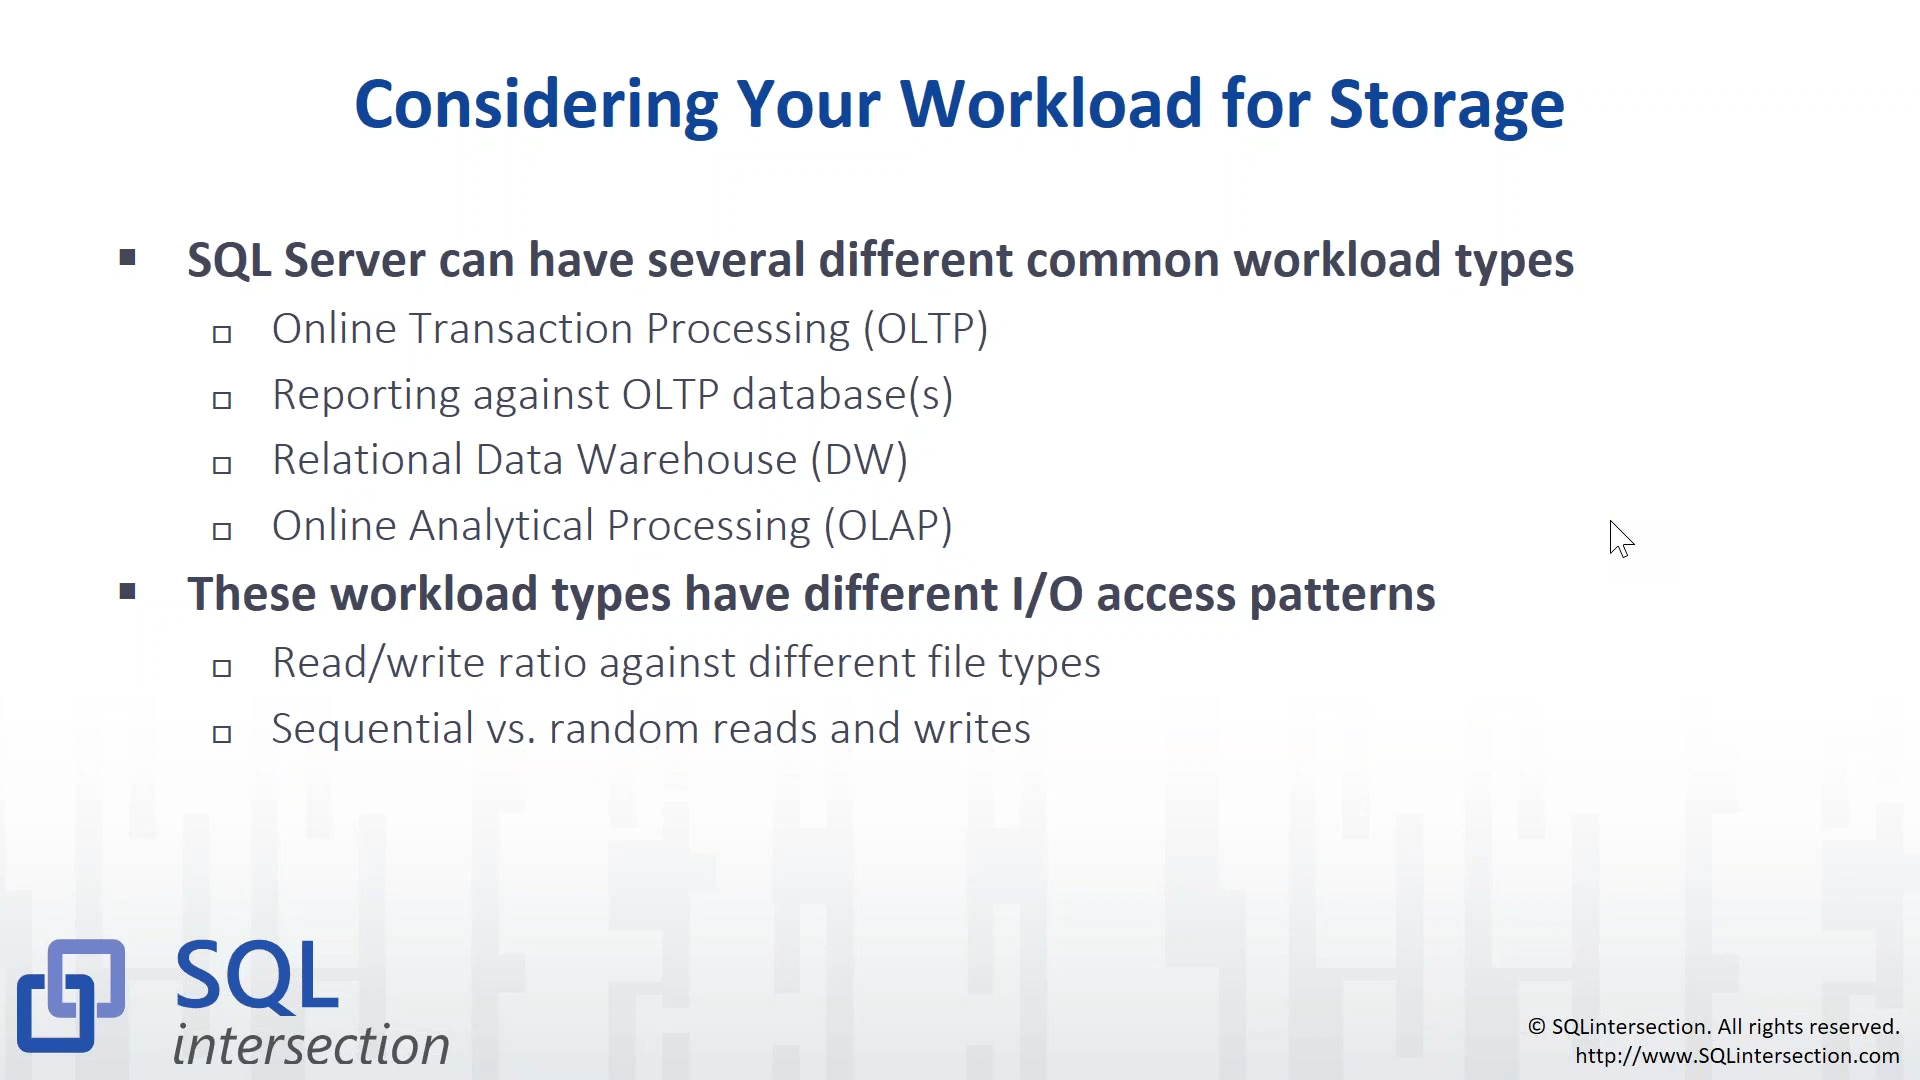 Considering Your Workload for Storage
SQL Server can have several different common workload types
Online Transaction Processing (OLTP)
Reporting against OLTP database(s)
Relational Data Warehouse (DW)
Online Analytical Processing (OLAP)
These workload types have different I/O access patterns
Read/write ratio against different file types
Sequential vs. random reads and writes
SQL
intersection
© SQLintersection. All rights reserved.
http://www.SQLintersection.com